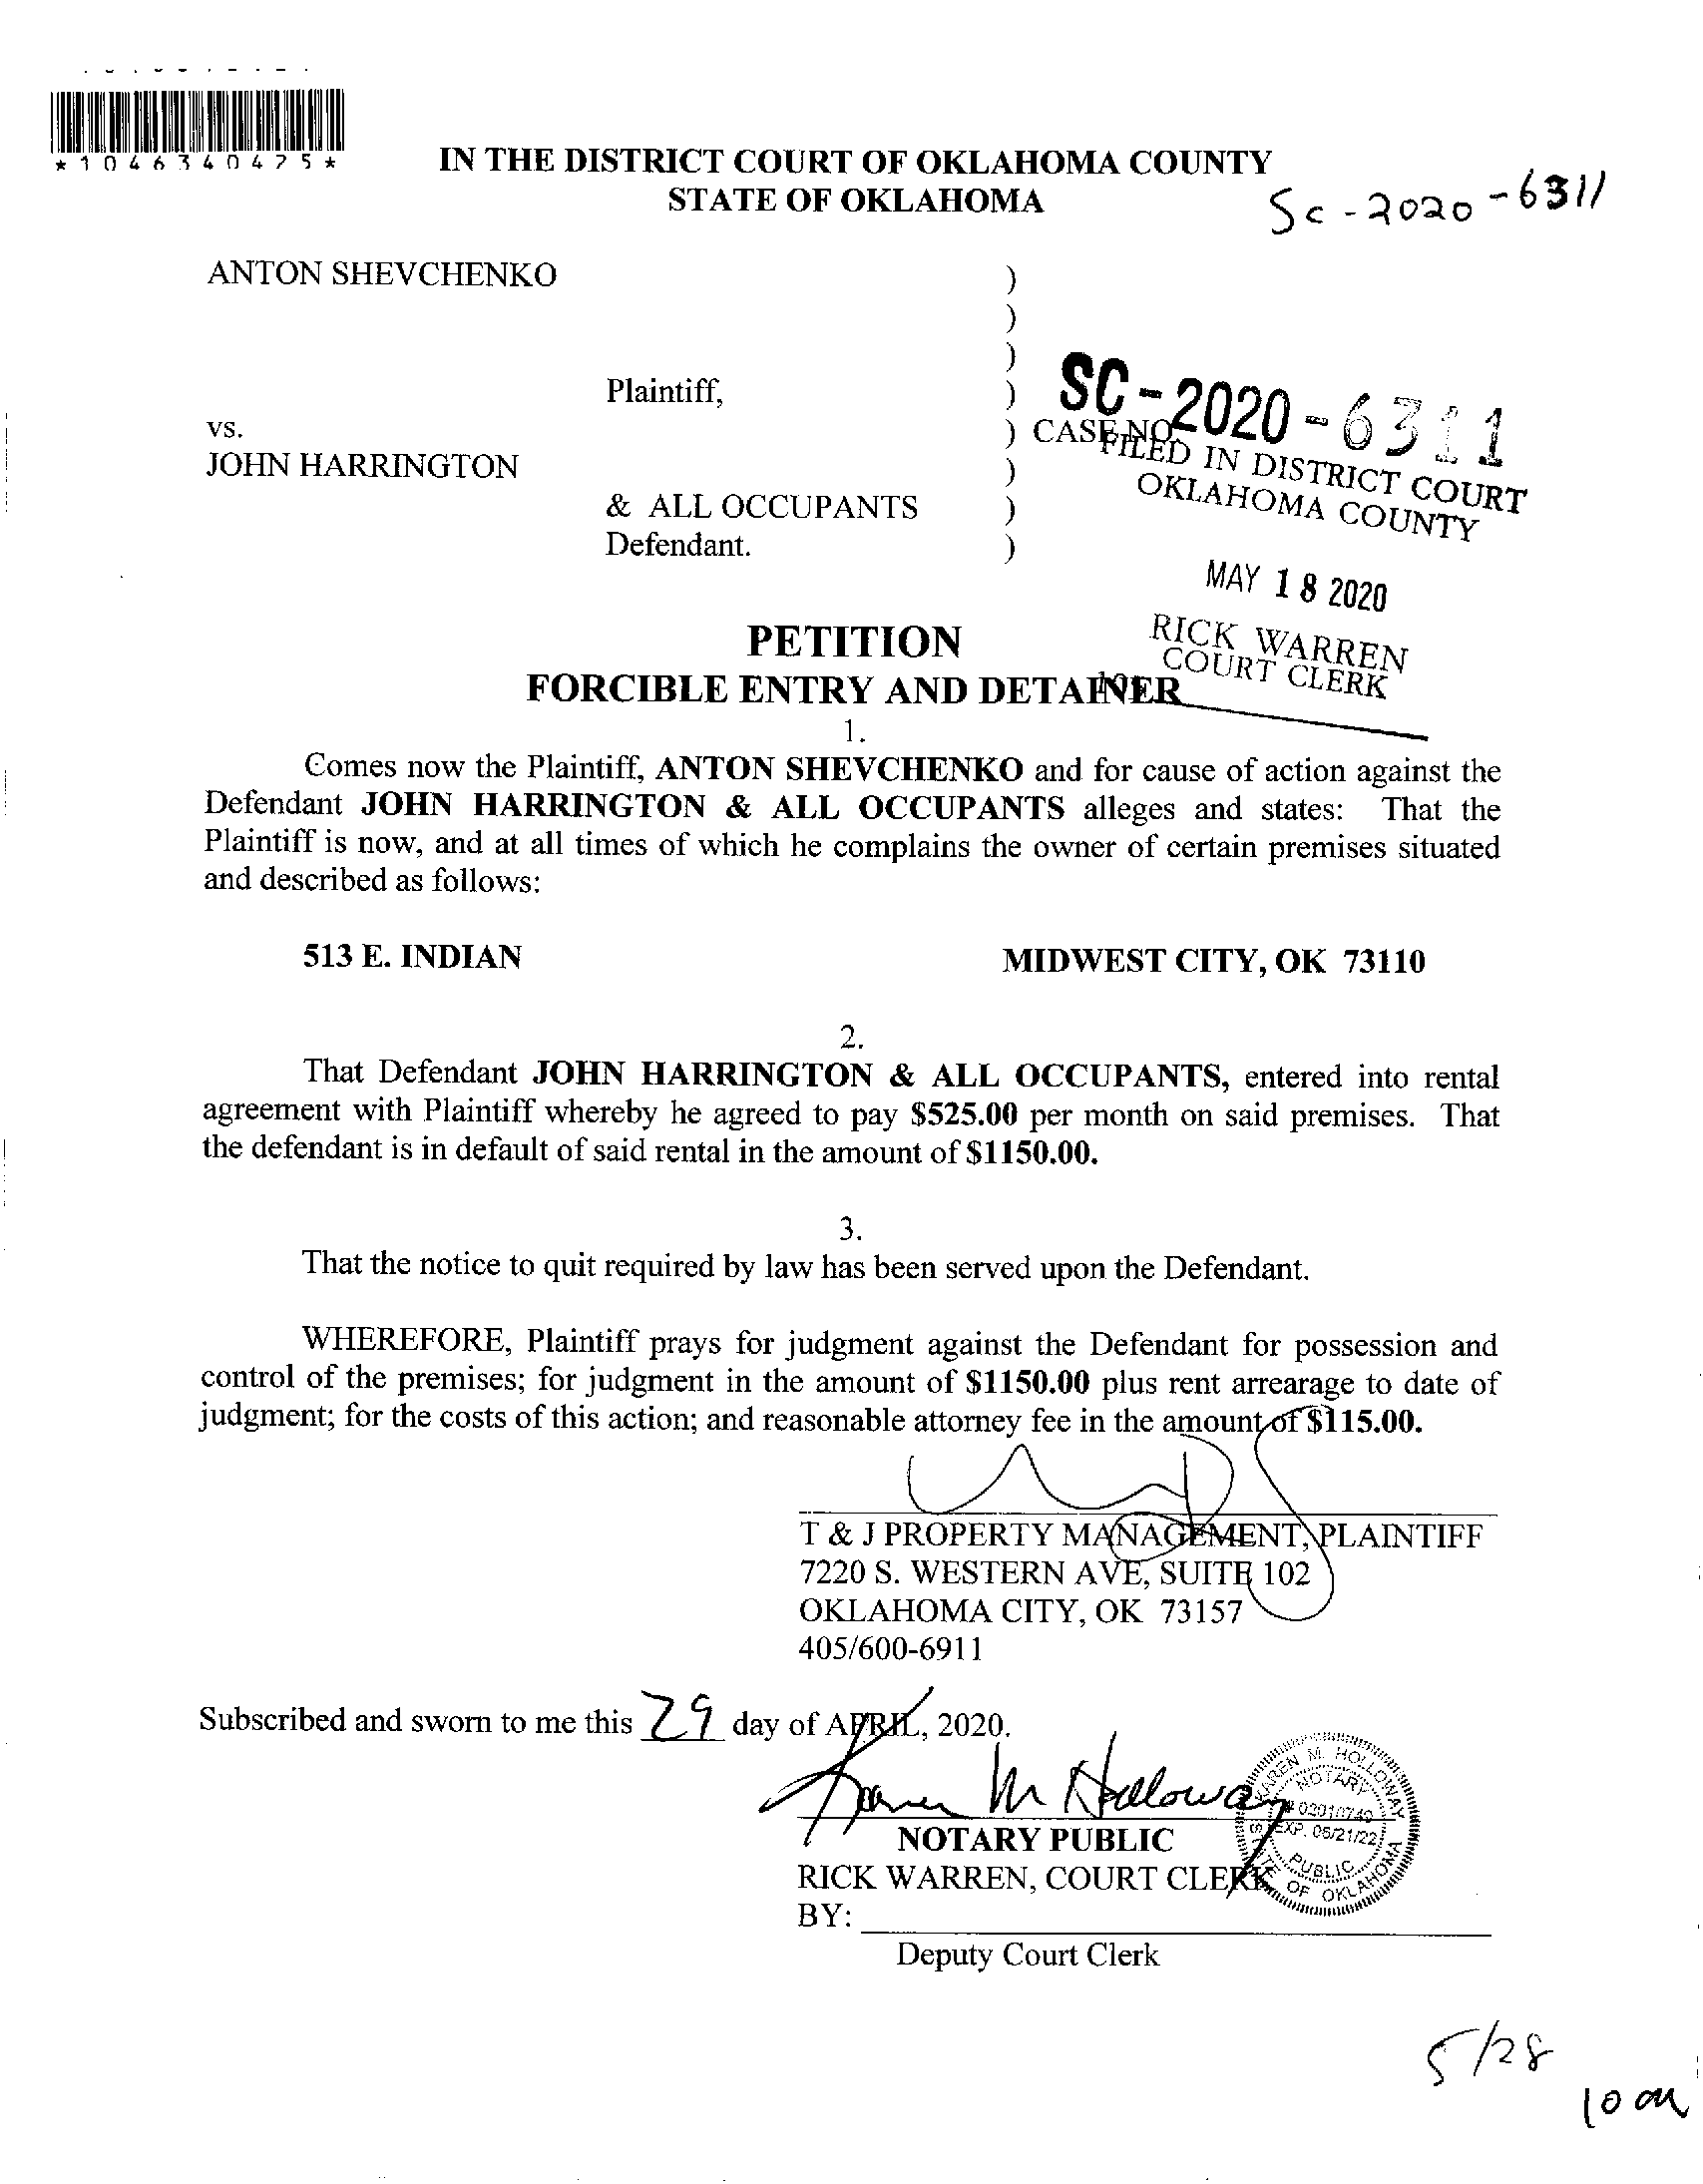 *1046340475*
IN THE DISTRICT COURT OF OKLAHOMA COUNTY
STATE OF OKLAHOMA
Sc-2020-6311
ANTON SHEVCHENKO )
)
)
Plaintiff, )
SC-2020-6311
vs. ) CASE NO.
JOHN HARRINGTON )
& ALL OCCUPANTS )
Defendant. )
FILED IN DISTRICT COURT
OKLAHOMA COUNTY
MAY 18 2020
RICK WARREN
COURT CLERK
PETITION
FORCIBLE ENTRY AND DETAINER
1.
Comes now the Plaintiff, ANTON SHEVCHENKO and for cause of action against the
Defendant JOHN HARRINGTON & ALL OCCUPANTS alleges and states: That the
Plaintiff is now, and at all times of which he complains the owner of certain premises situated
and described as follows:
513 E. INDIAN MIDWEST CITY, OK 73110
2.
That Defendant JOHN HARRINGTON & ALL OCCUPANTS, entered into rental
agreement with Plaintiff whereby he agreed to pay $525.00 per month on said premises. That
the defendant is in default of said rental in the amount of $1150.00.
3.
That the notice to quit required by law has been served upon the Defendant.
WHEREFORE, Plaintiff prays for judgment against the Defendant for possession and
control of the premises; for judgment in the amount of $1150.00 plus rent arrearage to date of
judgment; for the costs of this action; and reasonable attorney fee in the amount of $115.00.
T & J PROPERTY MANAGEMENT, PLAINTIFF
7220 S. WESTERN AVE, SUITE 102
OKLAHOMA CITY, OK 73157
405/600-6911
Subscribed and sworn to me this 29 day of APRIL, 2020.
Karen M Holloway
KAREN M. HOLLOWAY
NOTARY
# 02010740
EXP. 06/21/22
PUBLIC
STATE OF OKLAHOMA
NOTARY PUBLIC
RICK WARREN, COURT CLERK
BY:
Deputy Court Clerk
5/28
10 am